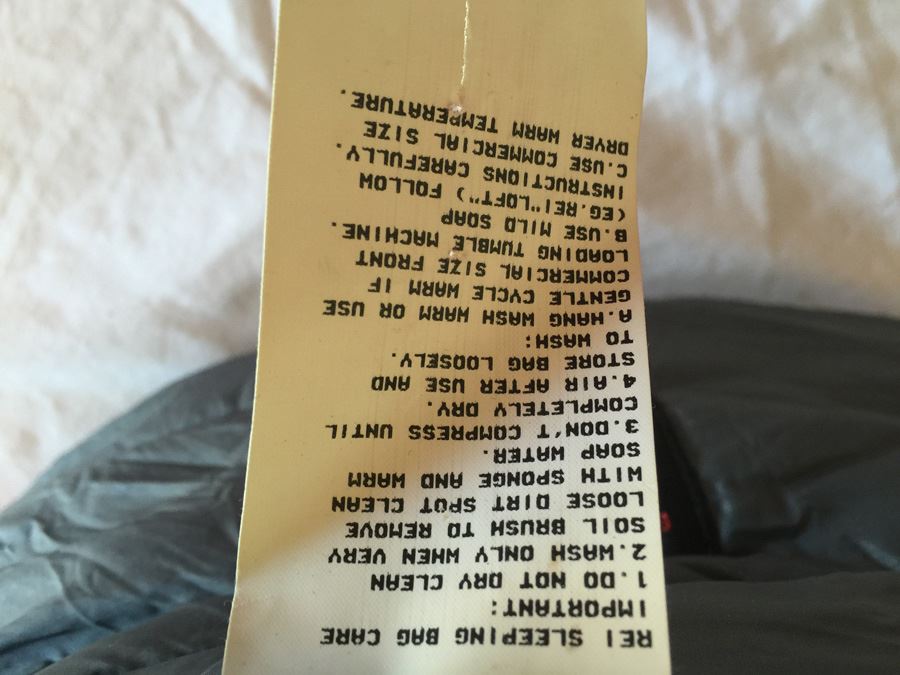 REI SLEEPING BAG CARE
IMPORTANT:
1.DO NOT DRY CLEAN
2.WASH ONLY WHEN VERY
SOIL BRUSH TO REMOVE
LOOSE DIRT SPOT CLEAN
WITH SPONGE AND WARM
SOAP WATER.
3.DON'T COMPRESS UNTIL
COMPLETELY DRY.
4.AIR AFTER USE AND
STORE BAG LOOSELY.
TO WASH:
A.HANG WASH WARM OR USE
GENTLE CYCLE WARM IF
COMMERCIAL SIZE FRONT
LOADING TUMBLE MACHINE.
B.USE MILD SOAP
(EG.REI"LOFT") FOLLOW
INSTRUCTIONS CAREFULLY.
C.USE COMMERCIAL SIZE
DRYER WARM TEMPERATURE.